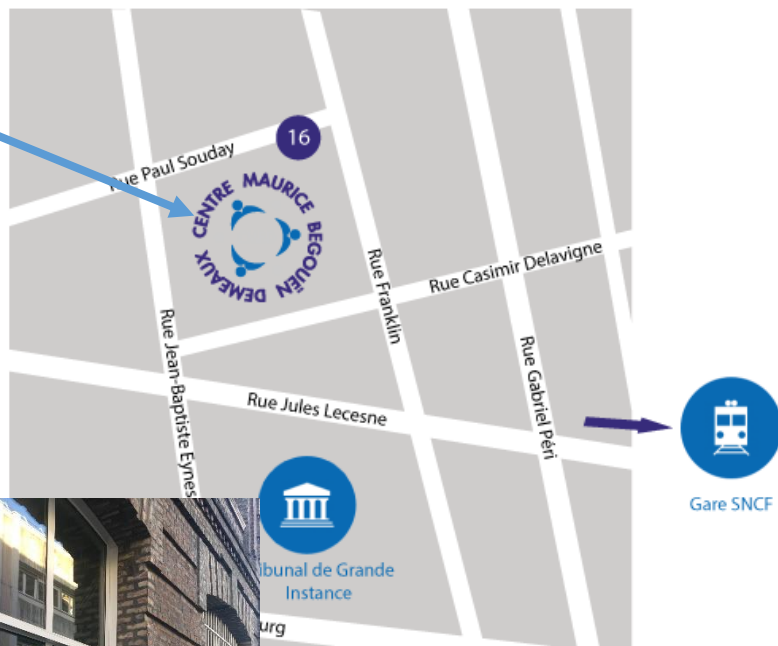 16
Rue Paul Souday
CENTRE MAURICE BEGOUËN DEMEAUX
Rue Casimir Delavigne
Rue Franklin
Rue Jean-Baptiste Eynes
Rue Gabriel Péri
Rue Jules Lecesne
Gare SNCF
ibunal de Grande
Instance
urg